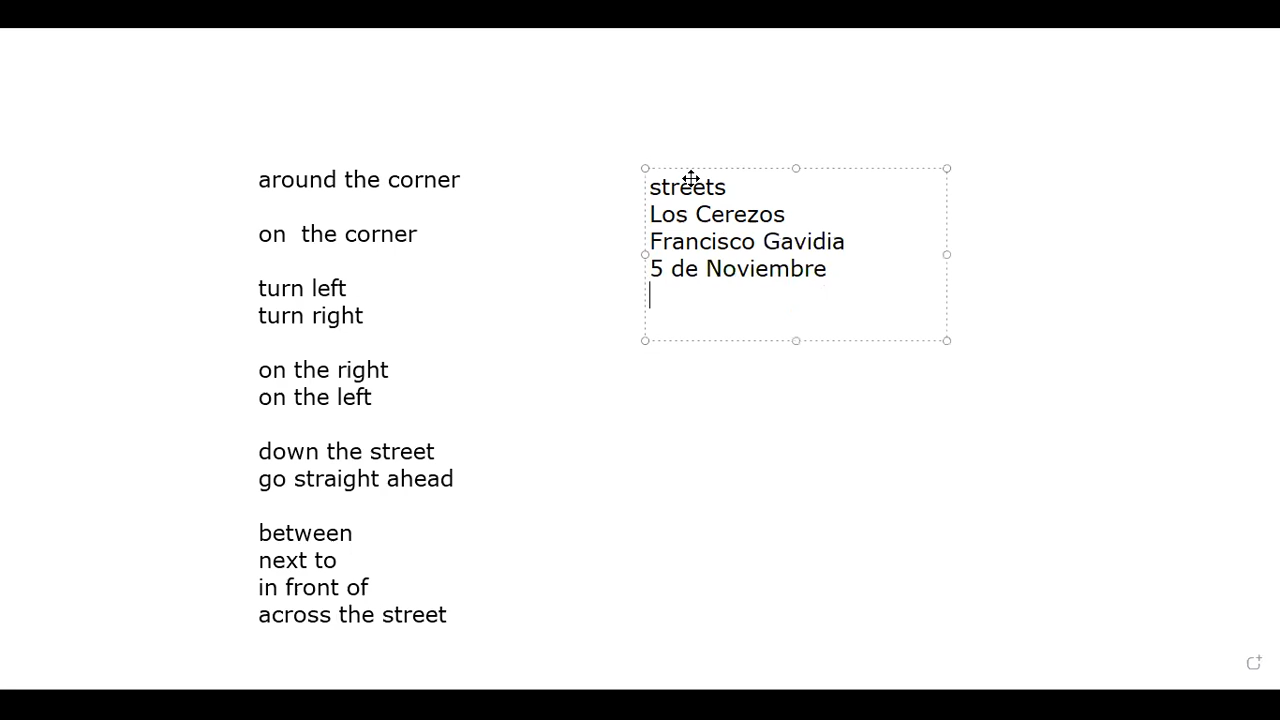 around the corner
on  the corner
turn left
turn right
on the right
on the left
down the street
go straight ahead
between
next to
in front of
across the street
streets
Los Cerezos
Francisco Gavidia
5 de Noviembre